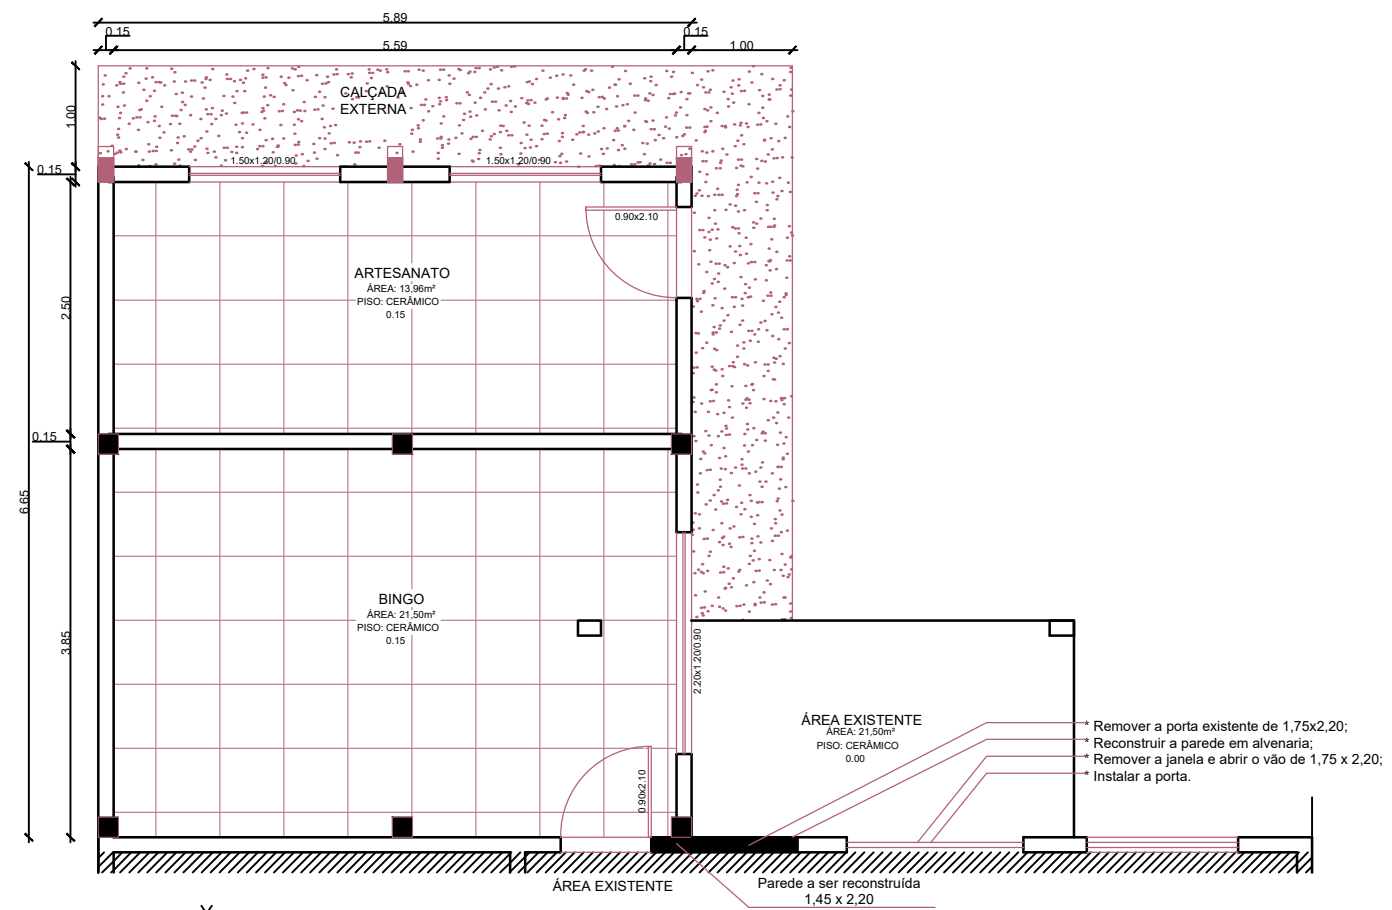 5.89
0.15
0.15
5.59
1.00
CALÇADA
EXTERNA
1.00
0.15
1.50x1.20/0.90
1.50x1.20/0.90
0.90x2.10
ARTESANATO
ÁREA: 13,96m²
PISO: CERÂMICO
0.15
2.50
0.15
6.65
BINGO
ÁREA: 21,50m²
PISO: CERÂMICO
0.15
3.85
2.20x1.20/0.90
0.90x2.10
ÁREA EXISTENTE
ÁREA: 21,50m²
PISO: CERÂMICO
0.00
* Remover a porta existente de 1,75x2,20;
* Reconstruir a parede em alvenaria;
* Remover a janela e abrir o vão de 1,75 x 2,20;
* Instalar a porta.
ÁREA EXISTENTE
Parede a ser reconstruída
1,45 x 2,20